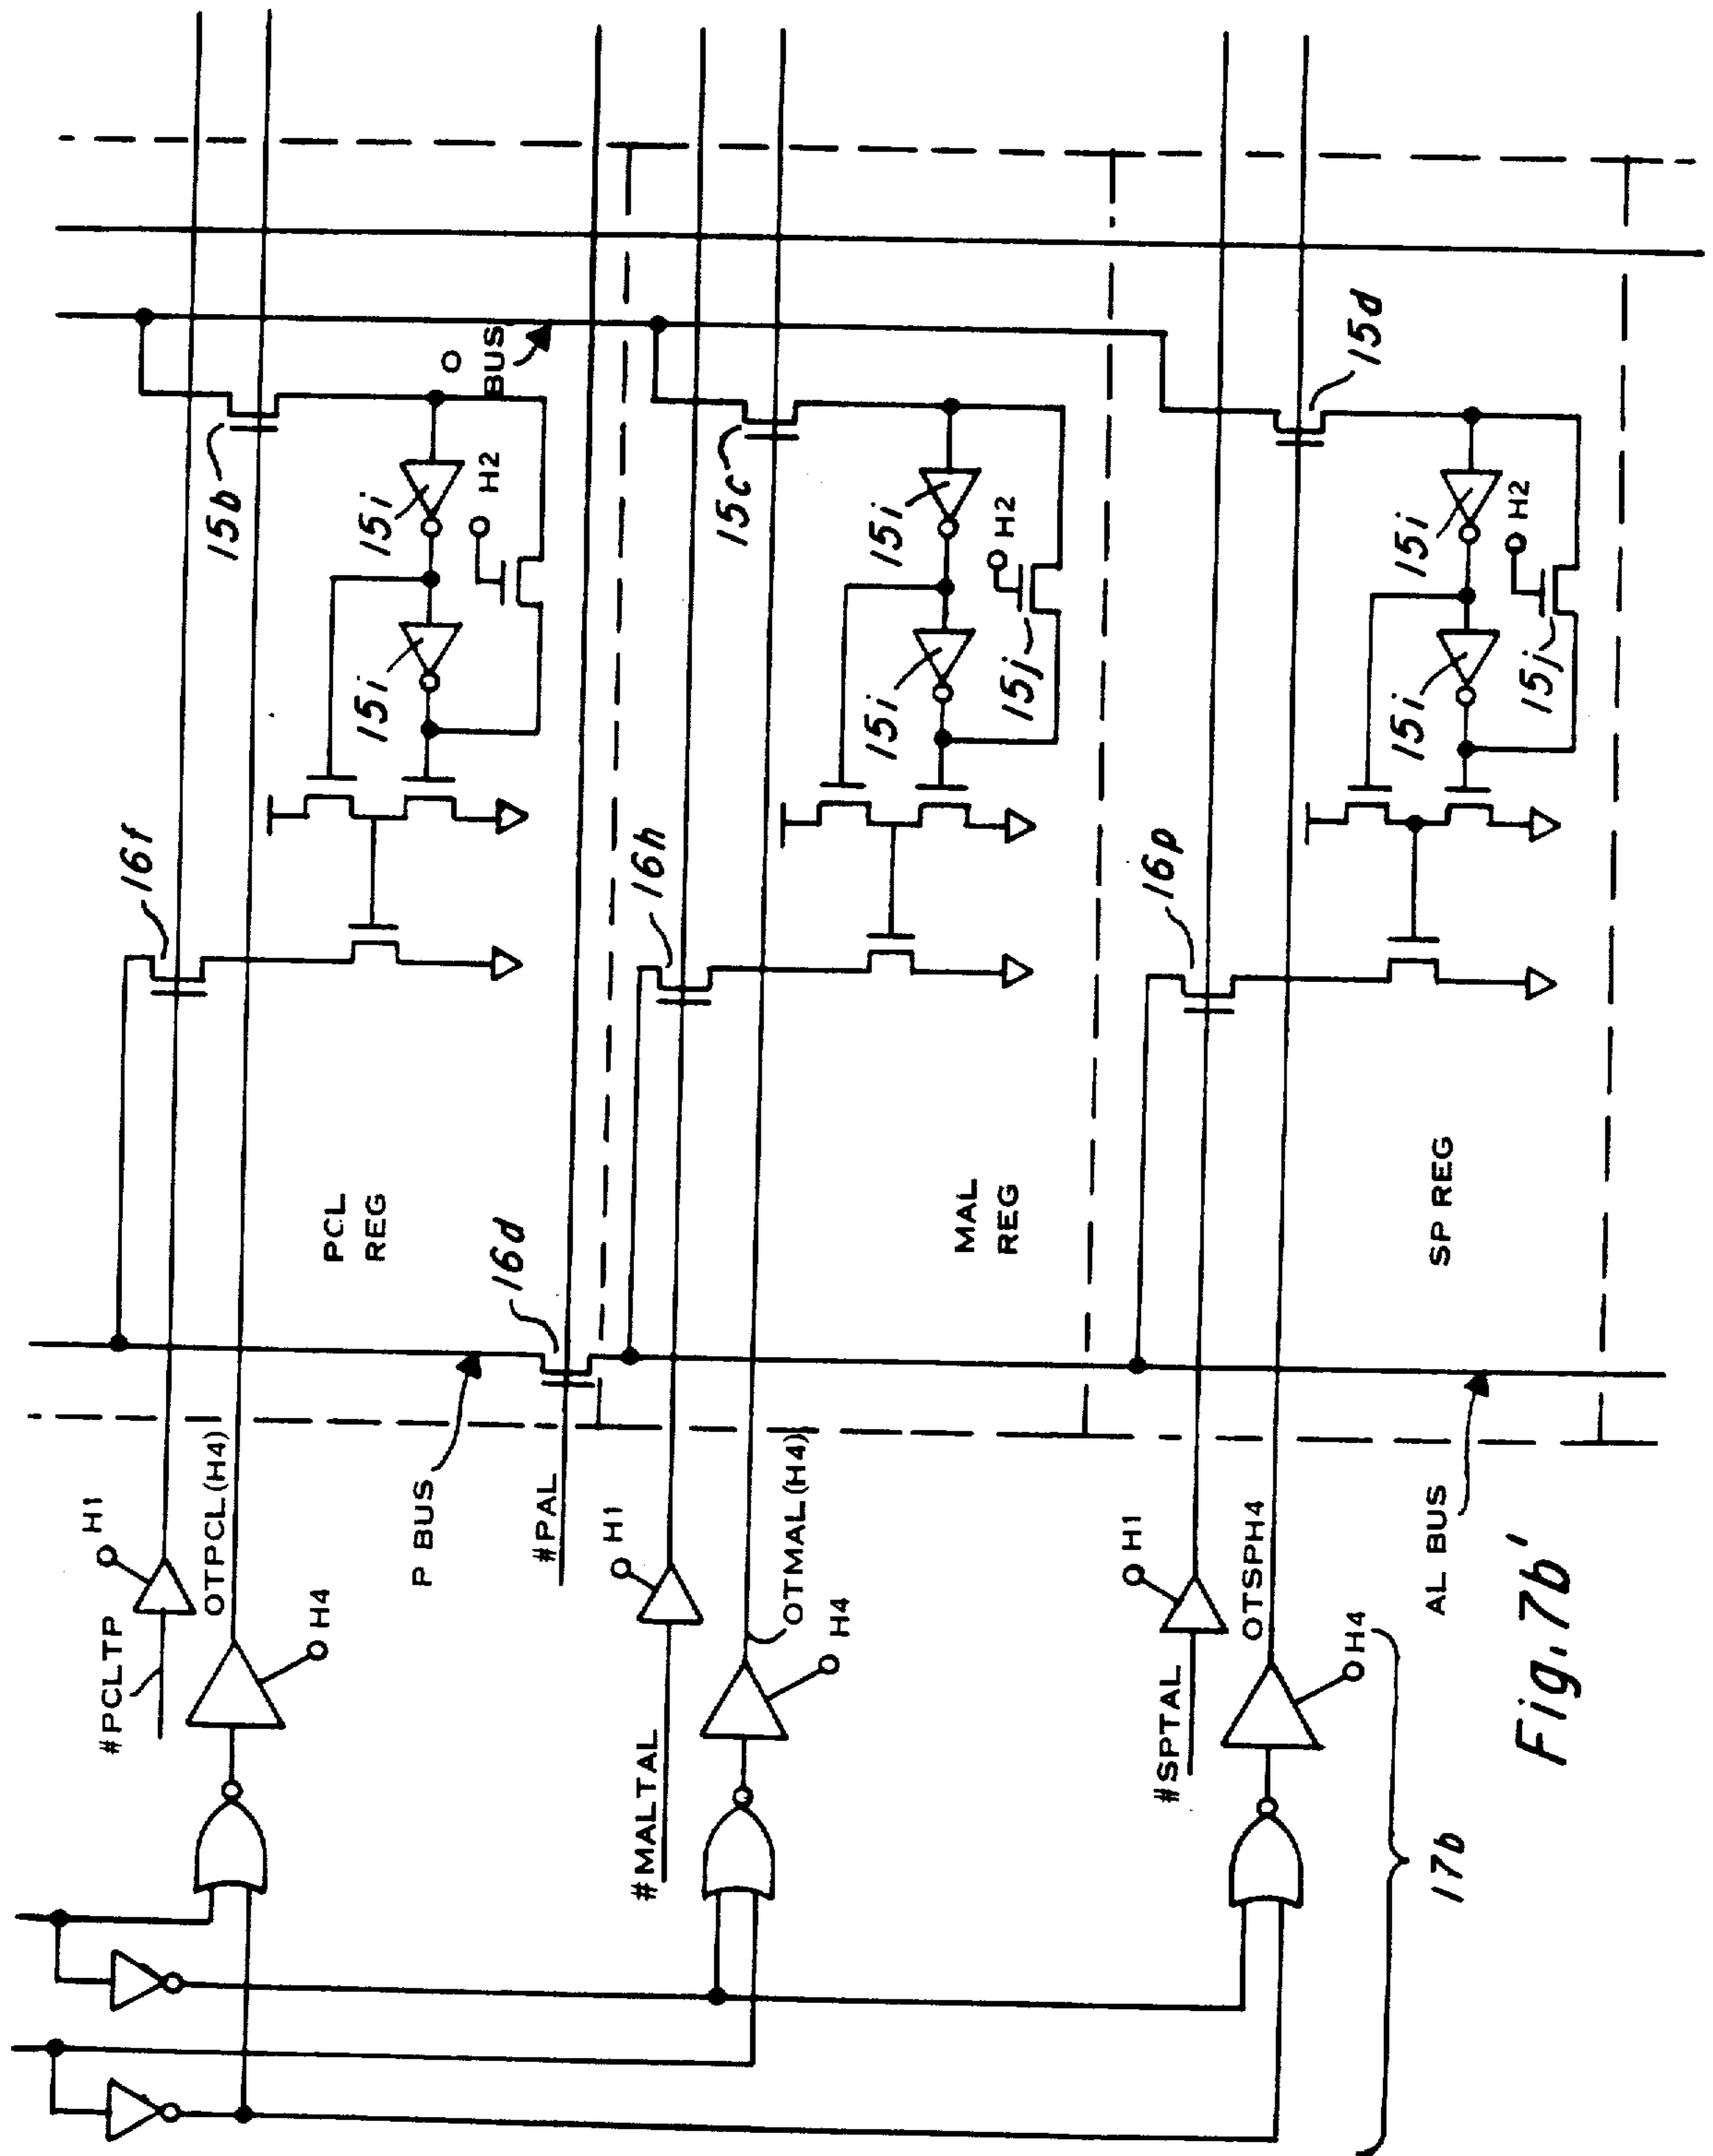 #PCLTP
H1
OTPCL(H4)
H4
P BUS
#PAL
16d
PCL
REG
16f
15b
15i
15i
H2
O
BUS
#MALTAL
H1
OTMAL(H4)
H4
MAL
REG
16h
15c
15i
15i
H2
15j
#SPTAL
H1
OTSPH4
H4
17b
AL BUS
SP REG
16p
15d
15i
15i
H2
15j
Fig. 7b'